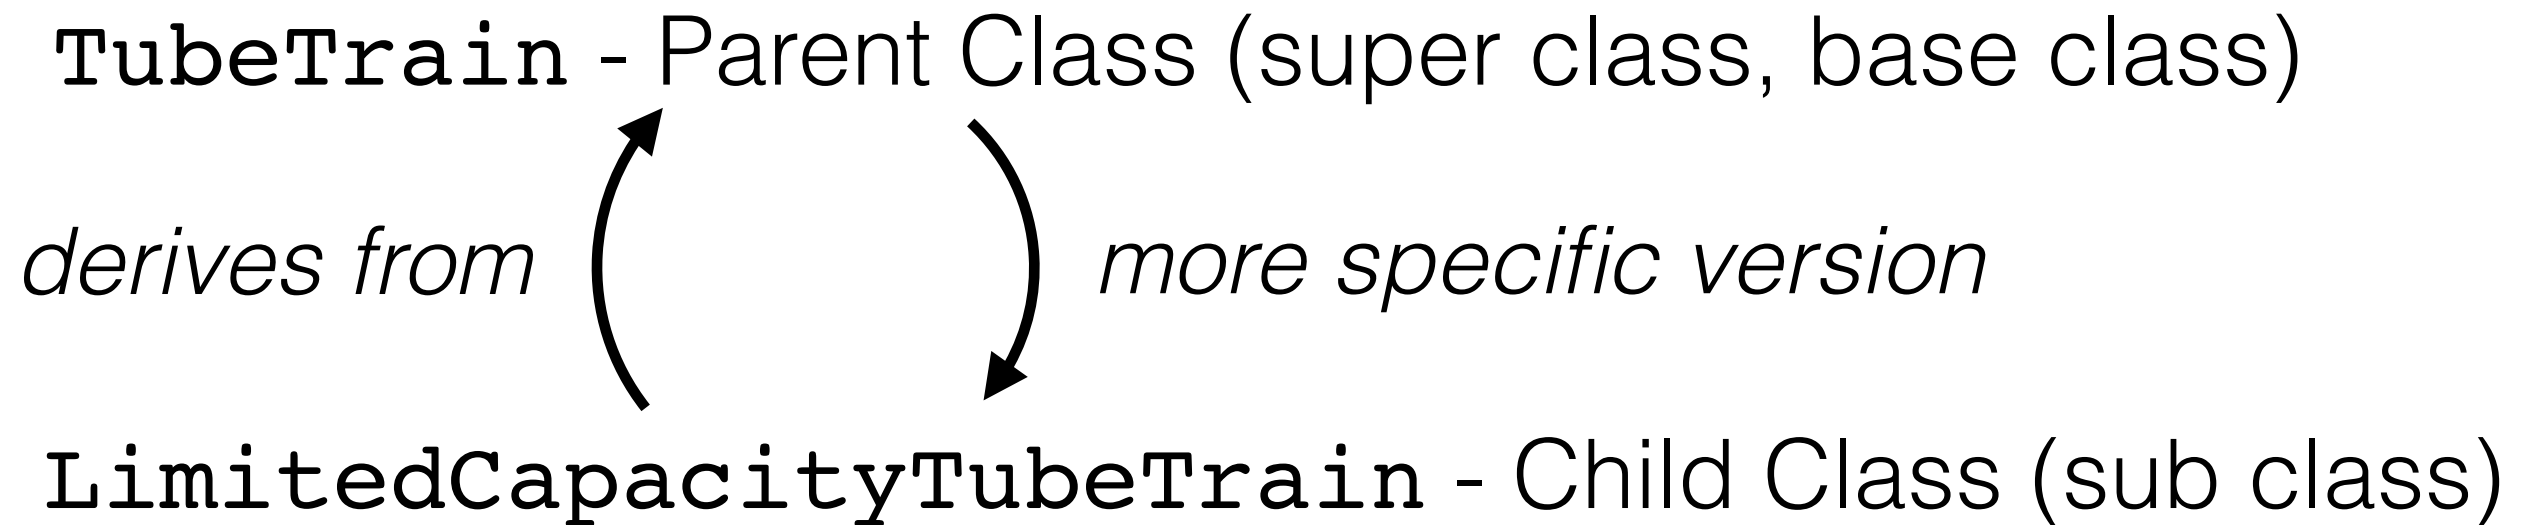 TubeTrain - Parent Class (super class, base class)
derives from
more specific version
LimitedCapacityTubeTrain - Child Class (sub class)